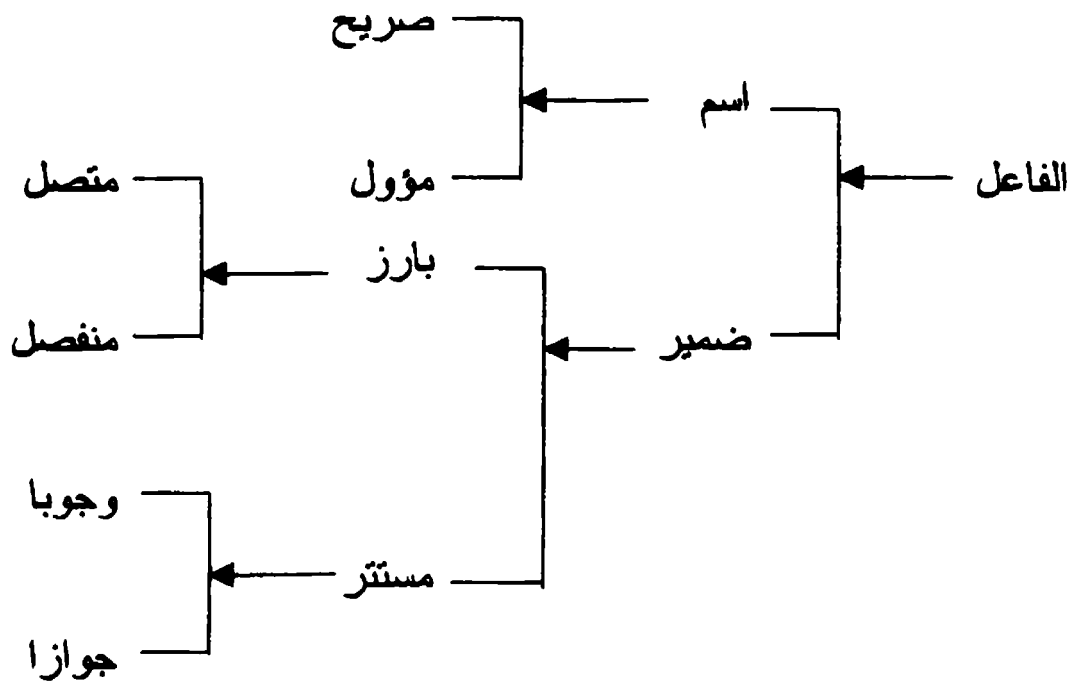 صريح
اسم
مؤول
الفاعل
متصل
بارز
منفصل
ضمير
وجوبا
مستتر
جوازا